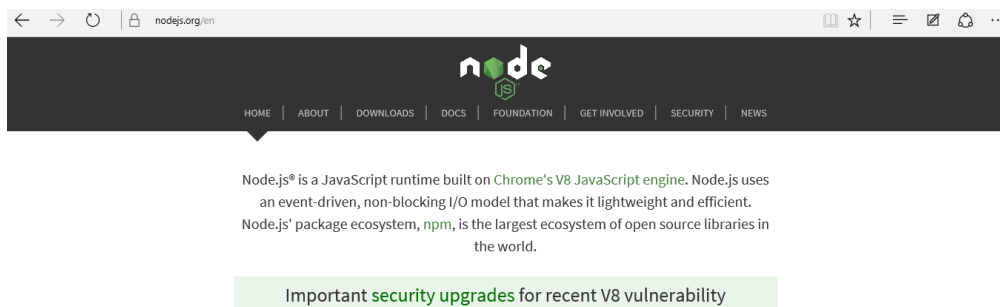 nodejs.org/en
node
JS
HOME ABOUT DOWNLOADS DOCS FOUNDATION GET INVOLVED SECURITY NEWS
Node.js® is a JavaScript runtime built on Chrome's V8 JavaScript engine. Node.js uses
an event-driven, non-blocking I/O model that makes it lightweight and efficient.
Node.js' package ecosystem, npm, is the largest ecosystem of open source libraries in
the world.
Important security upgrades for recent V8 vulnerability